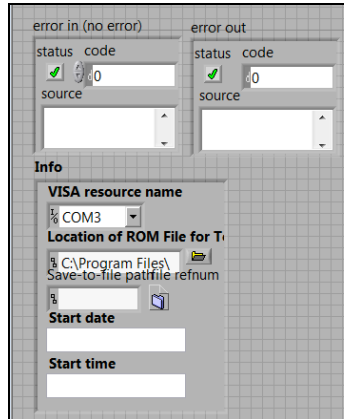 error in (no error)
error out
status code
status code
0
0
source
source
Info
VISA resource name
COM3
Location of ROM File for
C:\Program Files\
Save-to-file path file refnum
Start date
Start time